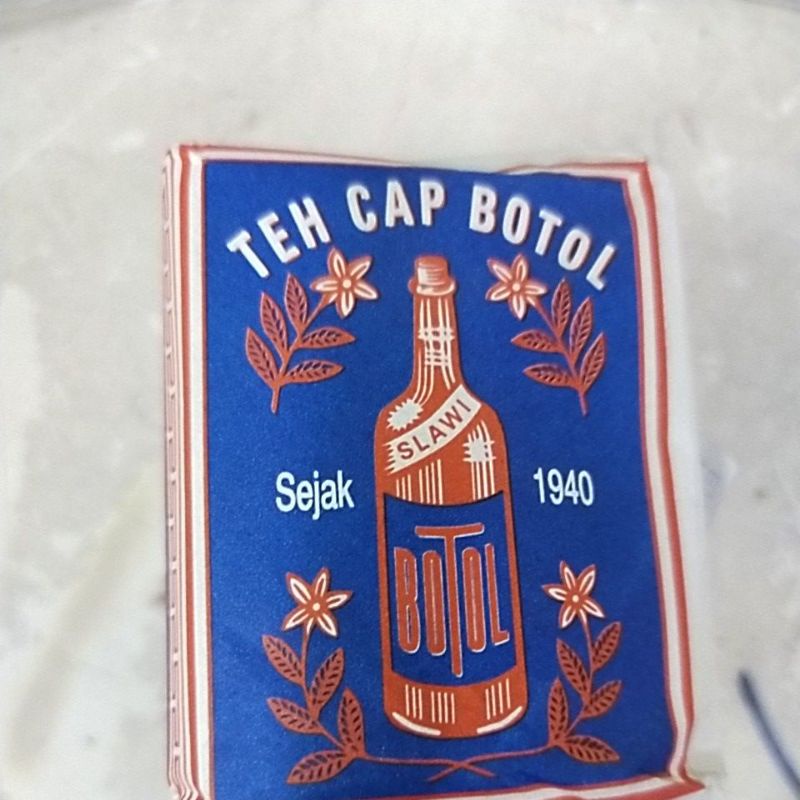 TEH CAP BOTOL
SLAWI
Sejak 1940
BOTOL